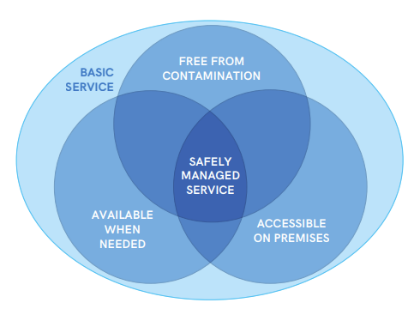 FREE FROM
CONTAMINATION
BASIC
SERVICE
SAFELY
MANAGED
SERVICE
AVAILABLE
WHEN
NEEDED
ACCESSIBLE
ON PREMISES